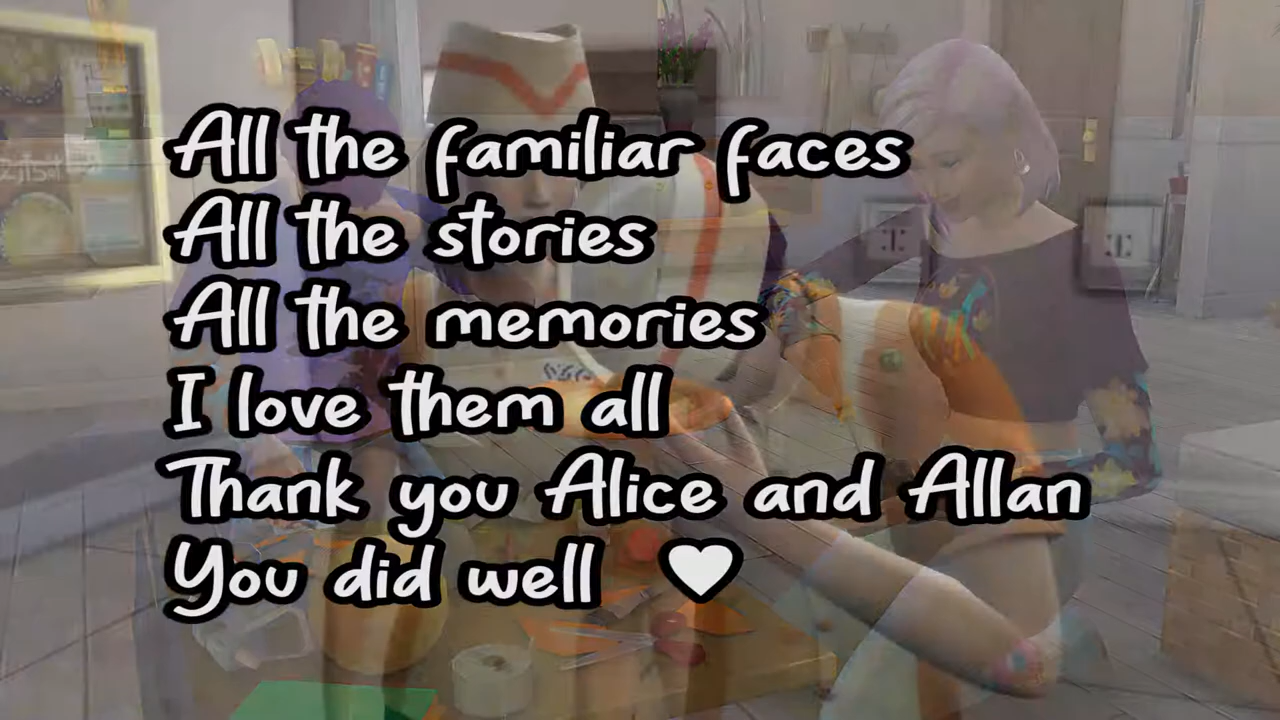 All the familiar faces
All the stories
All the memories
I love them all
Thank you Alice and Allan
You did well ♥